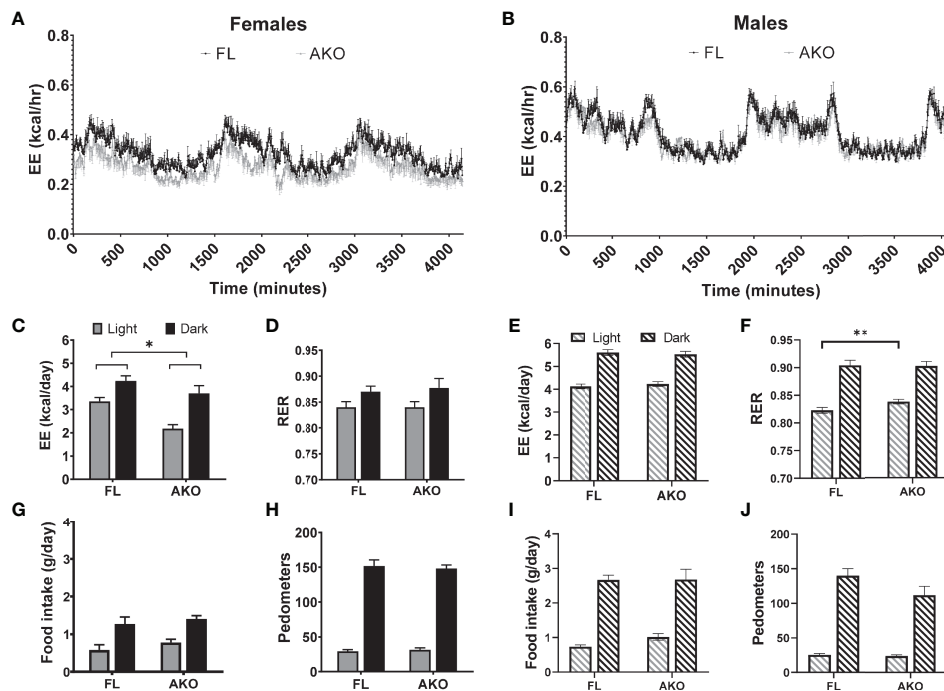 A
Females
FL
AKO
EE (kcal/hr)
0.8
0.6
0.4
0.2
0.0
0
500
1000
1500
2000
2500
3000
3500
4000
Time (minutes)
B
Males
FL
AKO
EE (kcal/hr)
0.8
0.6
0.4
0.2
0.0
0
500
1000
1500
2000
2500
3000
3500
4000
Time (minutes)
C
Light
Dark
*
EE (kcal/day)
6
5
4
3
2
1
0
FL
AKO
D
RER
0.95
0.90
0.85
0.80
0.75
0.70
FL
AKO
E
Light
Dark
EE (kcal/day)
6
5
4
3
2
1
0
FL
AKO
F
**
RER
0.95
0.90
0.85
0.80
0.75
0.70
FL
AKO
G
Food intake (g/day)
4
3
2
1
0
FL
AKO
H
Pedometers
200
150
100
50
0
FL
AKO
I
Food intake (g/day)
4
3
2
1
0
FL
AKO
J
Pedometers
200
150
100
50
0
FL
AKO